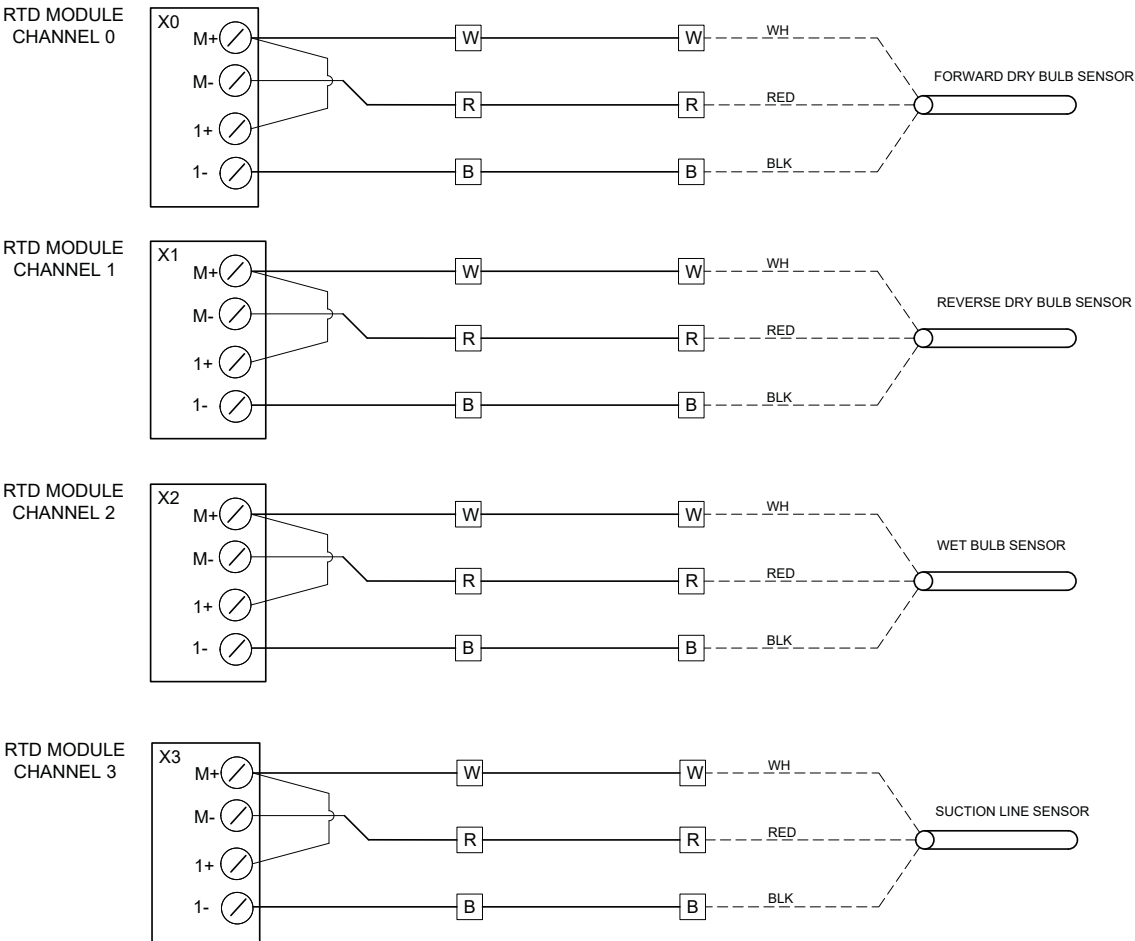 RTD MODULE
CHANNEL 0
X0
M+
W
W
WH
M-
R
R
RED
FORWARD DRY BULB SENSOR
1+
1-
B
B
BLK
RTD MODULE
CHANNEL 1
X1
M+
W
W
WH
M-
R
R
RED
REVERSE DRY BULB SENSOR
1+
1-
B
B
BLK
RTD MODULE
CHANNEL 2
X2
M+
W
W
WH
M-
R
R
RED
WET BULB SENSOR
1+
1-
B
B
BLK
RTD MODULE
CHANNEL 3
X3
M+
W
W
WH
M-
R
R
RED
SUCTION LINE SENSOR
1+
1-
B
B
BLK